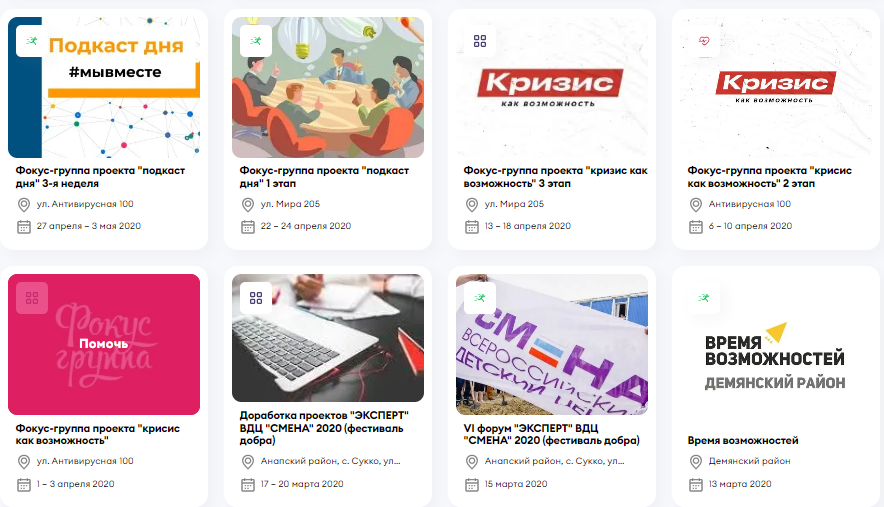 Подкаст дня
#мывместе
Фокус-группа проекта "подкаст
дня" 3-я неделя
ул. Антивирусная 100
27 апреля – 3 мая 2020
Фокус-группа проекта "подкаст
дня" 1 этап
ул. Мира 205
22 – 24 апреля 2020
Кризис
как возможность
Фокус-группа проекта "кризис как
возможность" 3 этап
ул. Мира 205
13 – 18 апреля 2020
Кризис
как возможность
Фокус-группа проекта "крисис
как возможность" 2 этап
Антивирусная 100
6 – 10 апреля 2020
Фокус
группа
Помочь
Фокус-группа проекта "крисис
как возможность"
ул. Антивирусная 100
1 – 3 апреля 2020
Доработка проектов "ЭКСПЕРТ"
ВДЦ "СМЕНА" 2020 (фестиваль
добра)
Анапский район, с. Сукко, ул...
17 – 20 марта 2020
СМЕНА
ВСЕРОССИЙСКИЙ
ДЕТСКИЙ
VI форум "ЭКСПЕРТ" ВДЦ
"СМЕНА" 2020 (фестиваль добра)
Анапский район, с. Сукко, ул...
15 марта 2020
ВРЕМЯ
ВОЗМОЖНОСТЕЙ
ДЕМЯНСКИЙ РАЙОН
Время возможностей
Демянский район
13 марта 2020